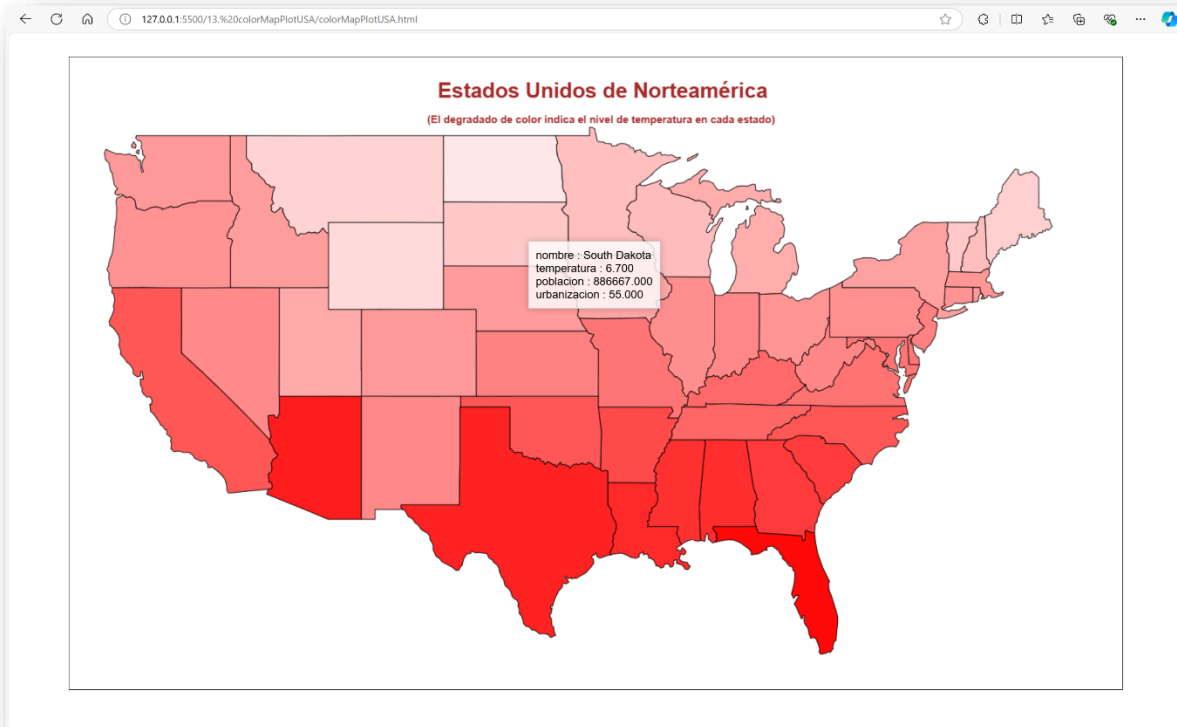 127.0.0.1:5500/13.%20colorMapPlotUSA/colorMapPlotUSA.html
Estados Unidos de Norteamérica
(El degradado de color indica el nivel de temperatura en cada estado)
nombre : South Dakota
temperatura : 6.700
poblacion : 886667.000
urbanizacion : 55.000